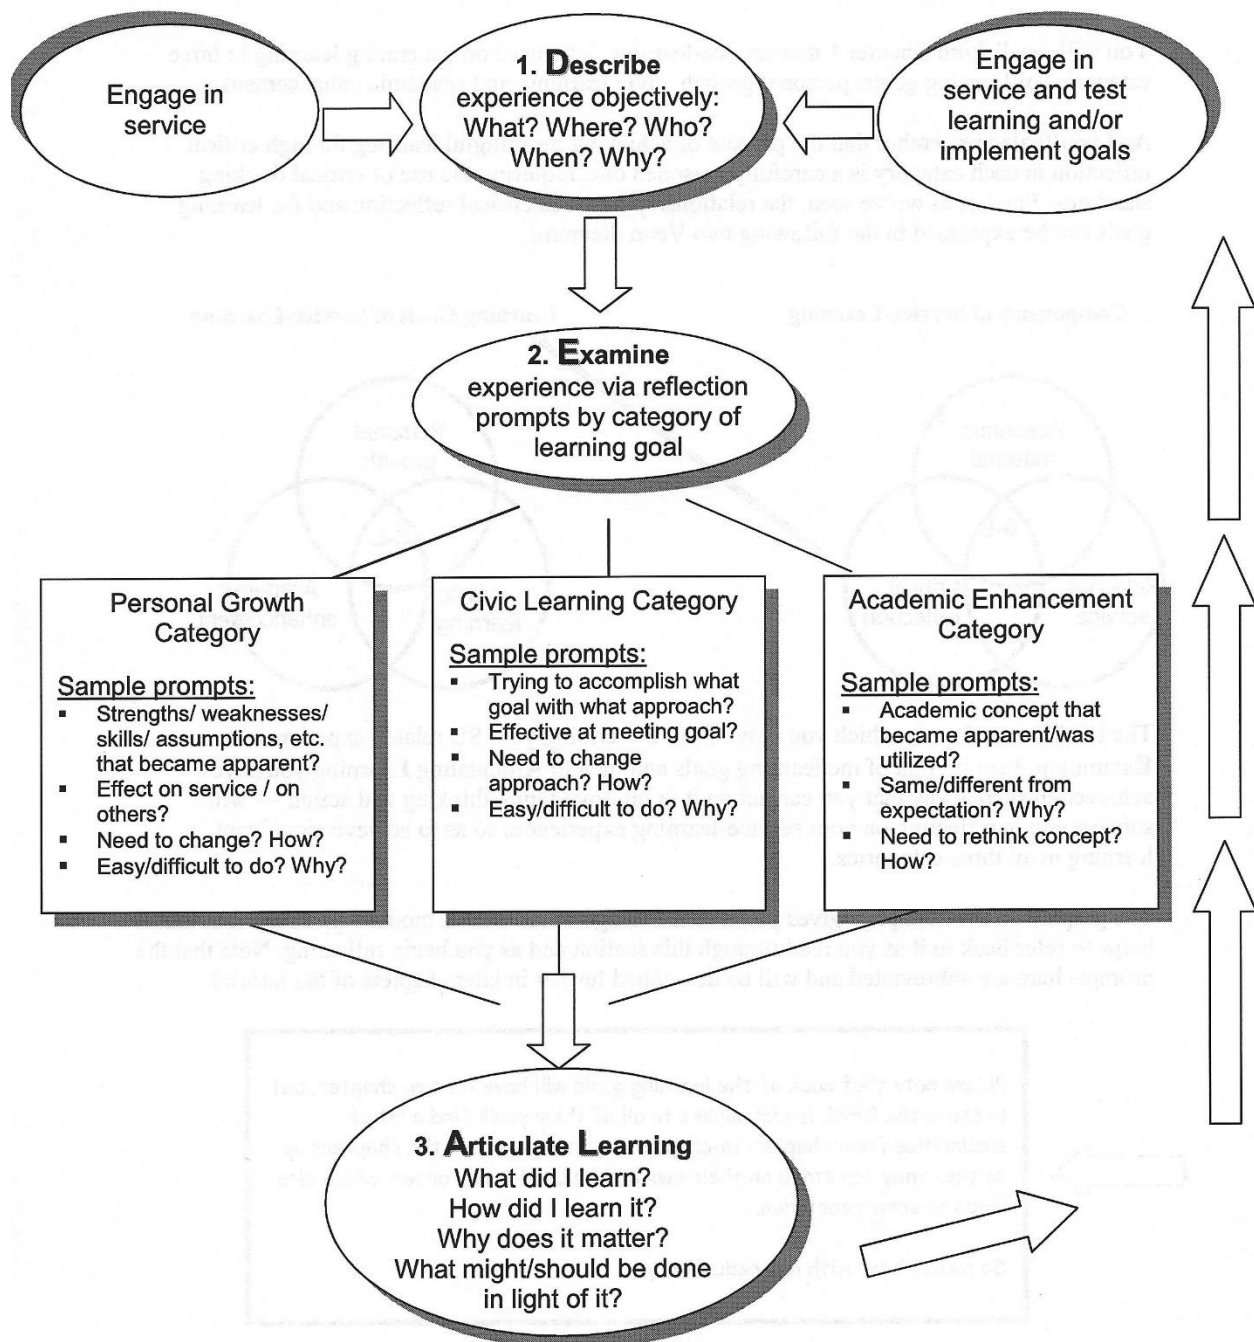 Engage in
service
1. Describe
experience objectively:
What? Where? Who?
When? Why?
Engage in
service and test
learning and/or
implement goals
2. Examine
experience via reflection
prompts by category of
learning goal
Personal Growth
Category
Sample prompts:
▪ Strengths/ weaknesses/
skills/ assumptions, etc.
that became apparent?
▪ Effect on service / on
others?
▪ Need to change? How?
▪ Easy/difficult to do? Why?
Civic Learning Category
Sample prompts:
▪ Trying to accomplish what
goal with what approach?
▪ Effective at meeting goal?
▪ Need to change
approach? How?
Easy/difficult to do? Why?
Academic Enhancement
Category
Sample prompts:
▪ Academic concept that
became apparent/was
utilized?
▪ Same/different from
expectation? Why?
▪ Need to rethink concept?
How?
3. Articulate Learning
What did I learn?
How did I learn it?
Why does it matter?
What might/should be done
in light of it?